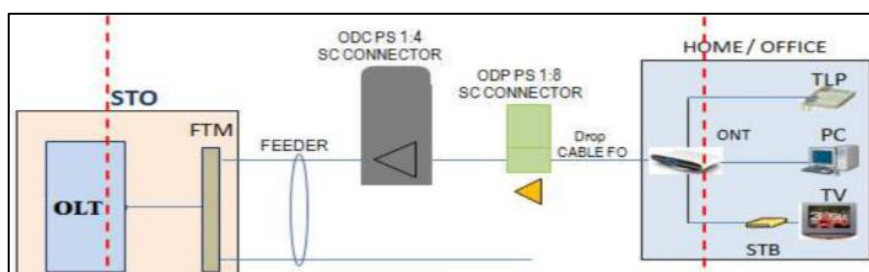 ODC PS 1:4
SC CONNECTOR
HOME / OFFICE
ODP PS 1:8
SC CONNECTOR
TLP
STO
FTM
FEEDER
Drop
CABLE FO
ONT
PC
OLT
TV
STB